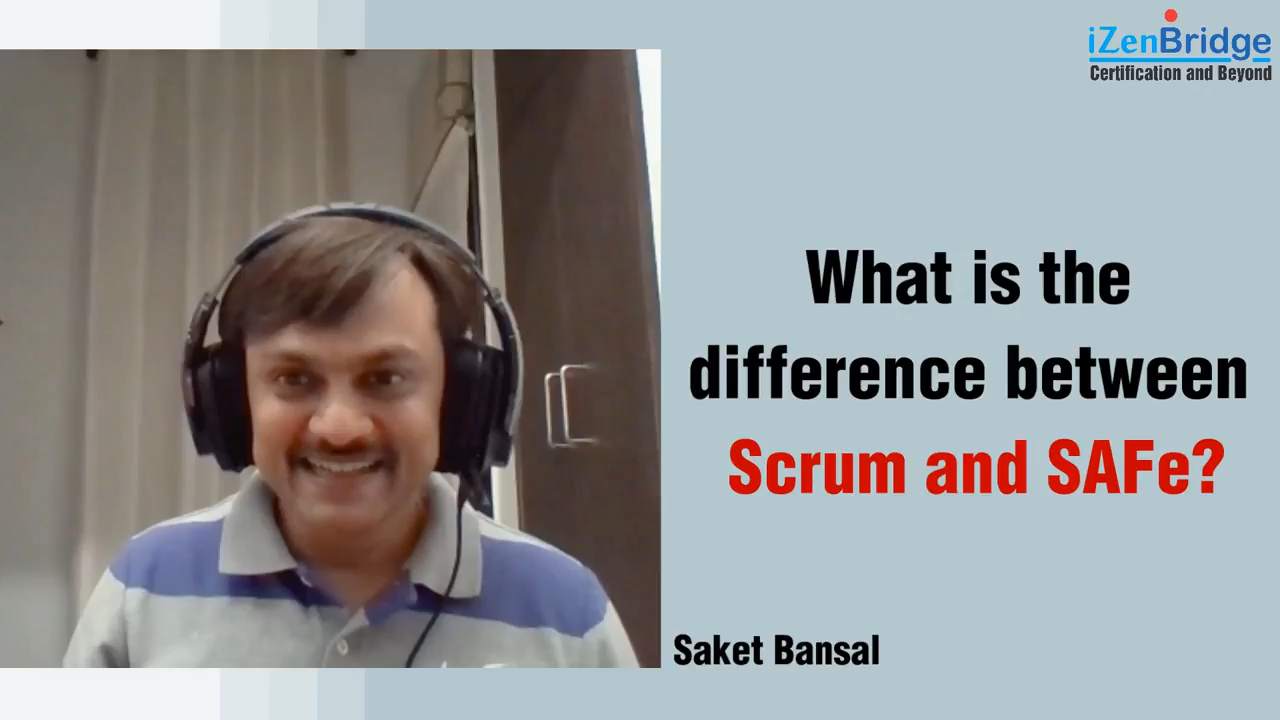 iZenBridge
Certification and Beyond
What is the
difference between
Scrum and SAFe?
Saket Bansal